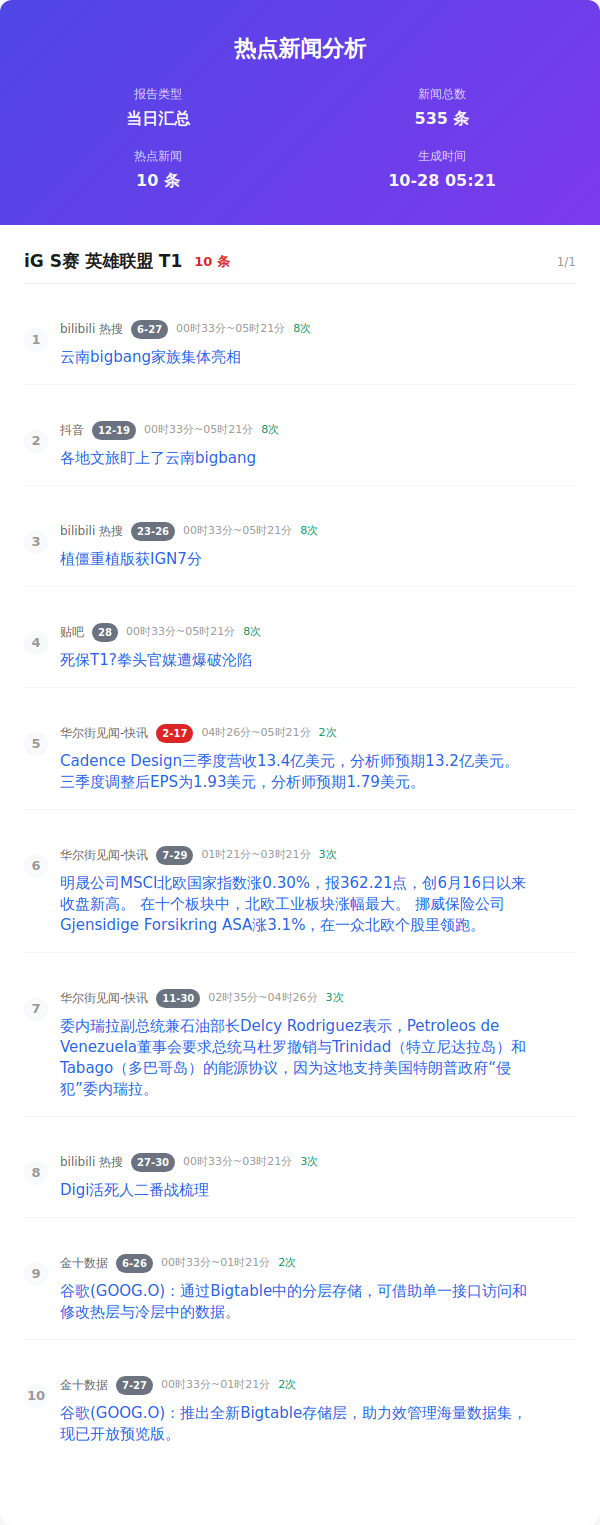 热点新闻分析
报告类型
新闻总数
当日汇总
535 条
热点新闻
生成时间
10 条
10-28 05:21
iG S赛 英雄联盟 T1 10 条 1/1
1
bilibili 热搜 6-27 00时33分~05时21分 8次
云南bigbang家族集体亮相
2
抖音 12-19 00时33分~05时21分 8次
各地文旅盯上了云南bigbang
3
bilibili 热搜 23-26 00时33分~05时21分 8次
植僵重植版获IGN7分
4
贴吧 28 00时33分~05时21分 8次
死保T1?拳头官媒遭爆破沦陷
5
华尔街见闻-快讯 2-17 04时26分~05时21分 2次
Cadence Design三季度营收13.4亿美元，分析师预期13.2亿美元。
三季度调整后EPS为1.93美元，分析师预期1.79美元。
6
华尔街见闻-快讯 7-29 01时21分~03时21分 3次
明晟公司MSCI北欧国家指数涨0.30%，报362.21点，创6月16日以来
收盘新高。 在十个板块中，北欧工业板块涨幅最大。 挪威保险公司
Gjensidige Forsikring ASA涨3.1%，在一众北欧个股里领跑。
7
华尔街见闻-快讯 11-30 02时35分~04时26分 3次
委内瑞拉副总统兼石油部长Delcy Rodriguez表示，Petroleos de
Venezuela董事会要求总统马杜罗撤销与Trinidad（特立尼达拉岛）和
Tabago（多巴哥岛）的能源协议，因为这地支持美国特朗普政府“侵
犯”委内瑞拉。
8
bilibili 热搜 27-30 00时33分~03时21分 3次
Digi活死人二番战梳理
9
金十数据 6-26 00时33分~01时21分 2次
谷歌(GOOG.O)：通过Bigtable中的分层存储，可借助单一接口访问和
修改热层与冷层中的数据。
10
金十数据 7-27 00时33分~01时21分 2次
谷歌(GOOG.O)：推出全新Bigtable存储层，助力效管理海量数据集，
现已开放预览版。